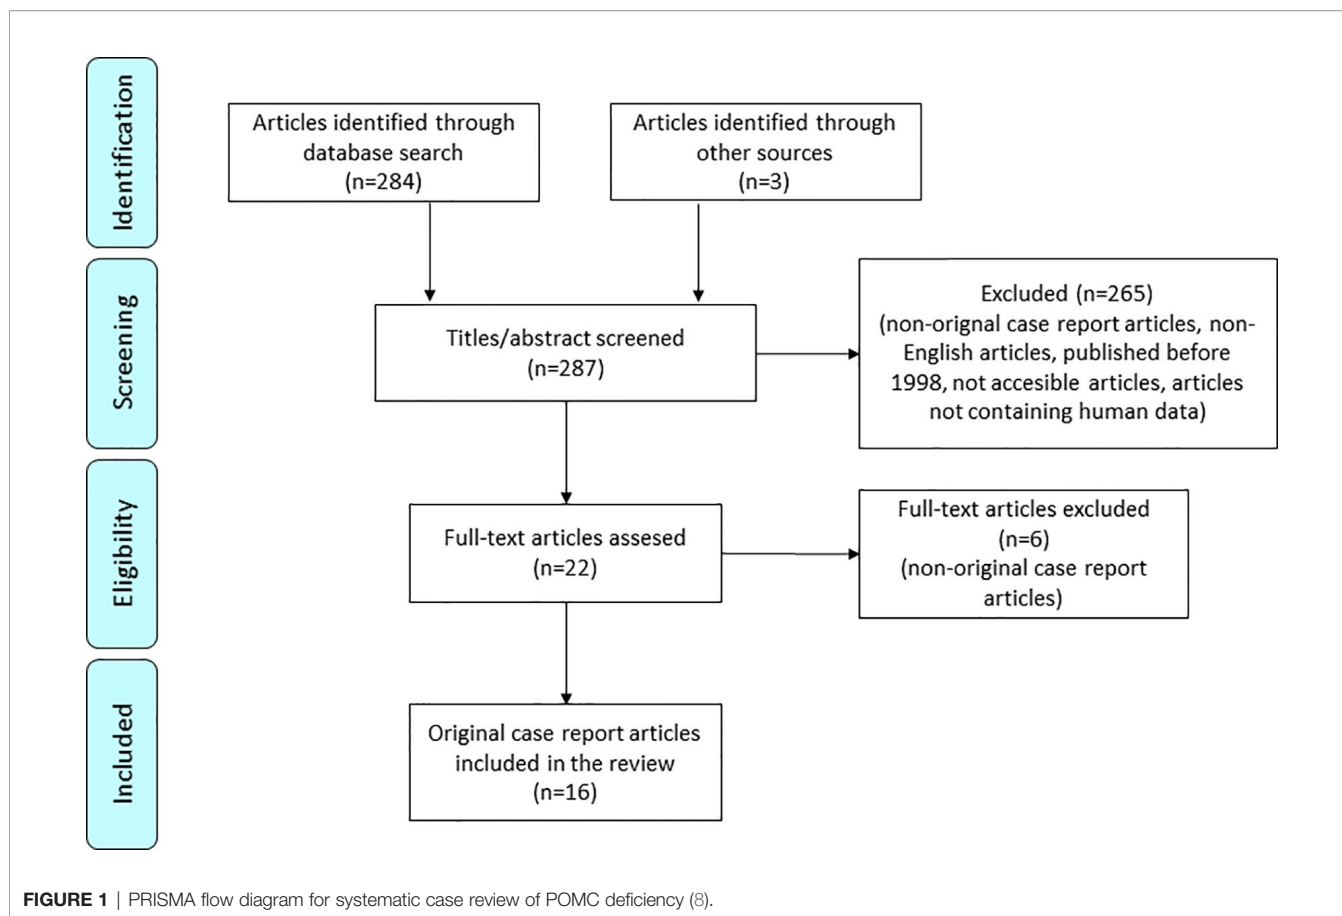 Identification
Articles identified through
database search
(n=284)
Articles identified through
other sources
(n=3)
Screening
Titles/abstract screened
(n=287)
Excluded (n=265)
(non-orignal case report articles, non-
English articles, published before
1998, not accesible articles, articles
not containing human data)
Eligibility
Full-text articles assesed
(n=22)
Full-text articles excluded
(n=6)
(non-original case report
articles)
Included
Original case report articles
included in the review
(n=16)
FIGURE 1 | PRISMA flow diagram for systematic case review of POMC deficiency (8).